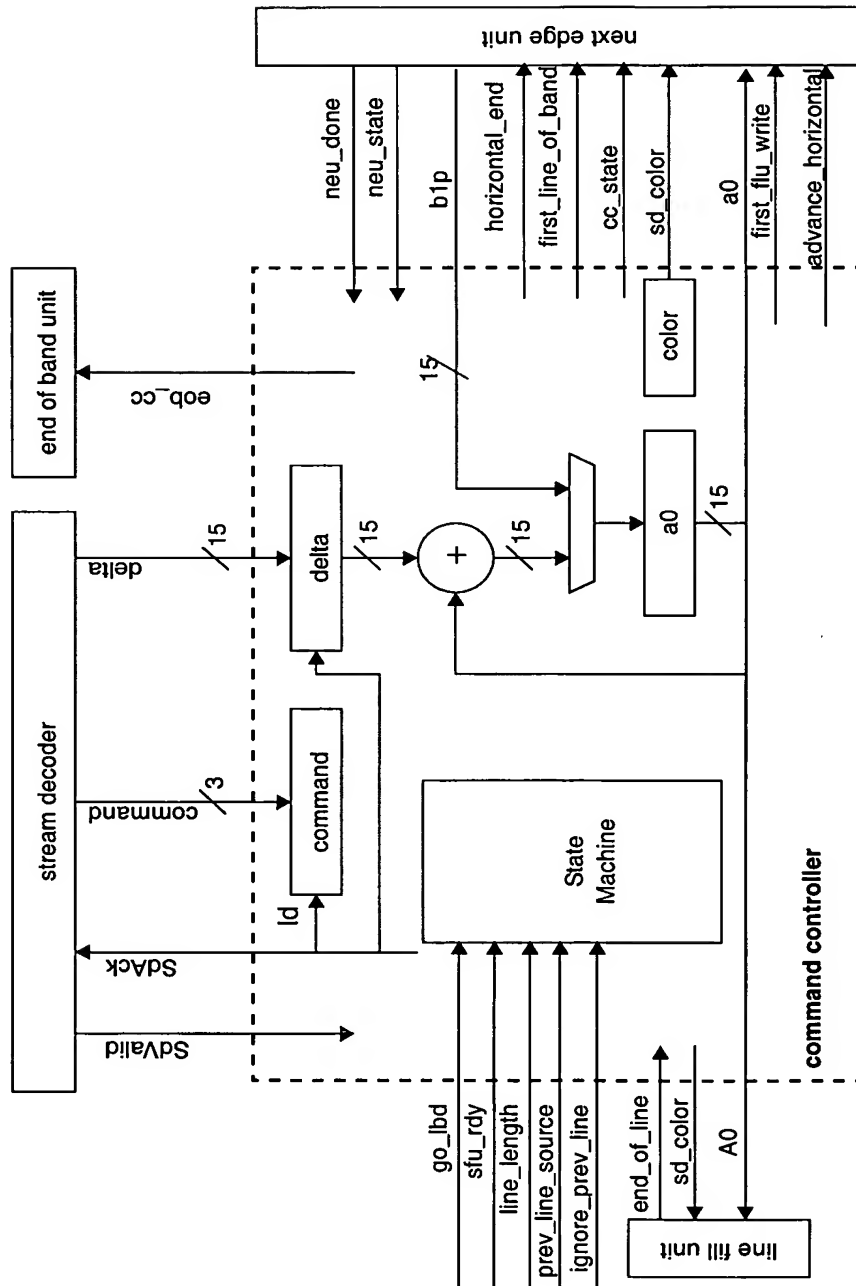 stream decoder
end of band unit
SdValid
SdAck
command
3
delta
15
eob_cc
neu_done
neu_state
b1p
15
horizontal_end
first_line_of_band
cc_state
sd_color
a0
first_flu_write
advance_horizontal
next edge unit
ld
command
delta
15
+
15
a0
15
color
State
Machine
go_lbd
sfu_rdy
line_length
prev_line_source
ignore_prev_line
end_of_line
sd_color
A0
line fill unit
command controller